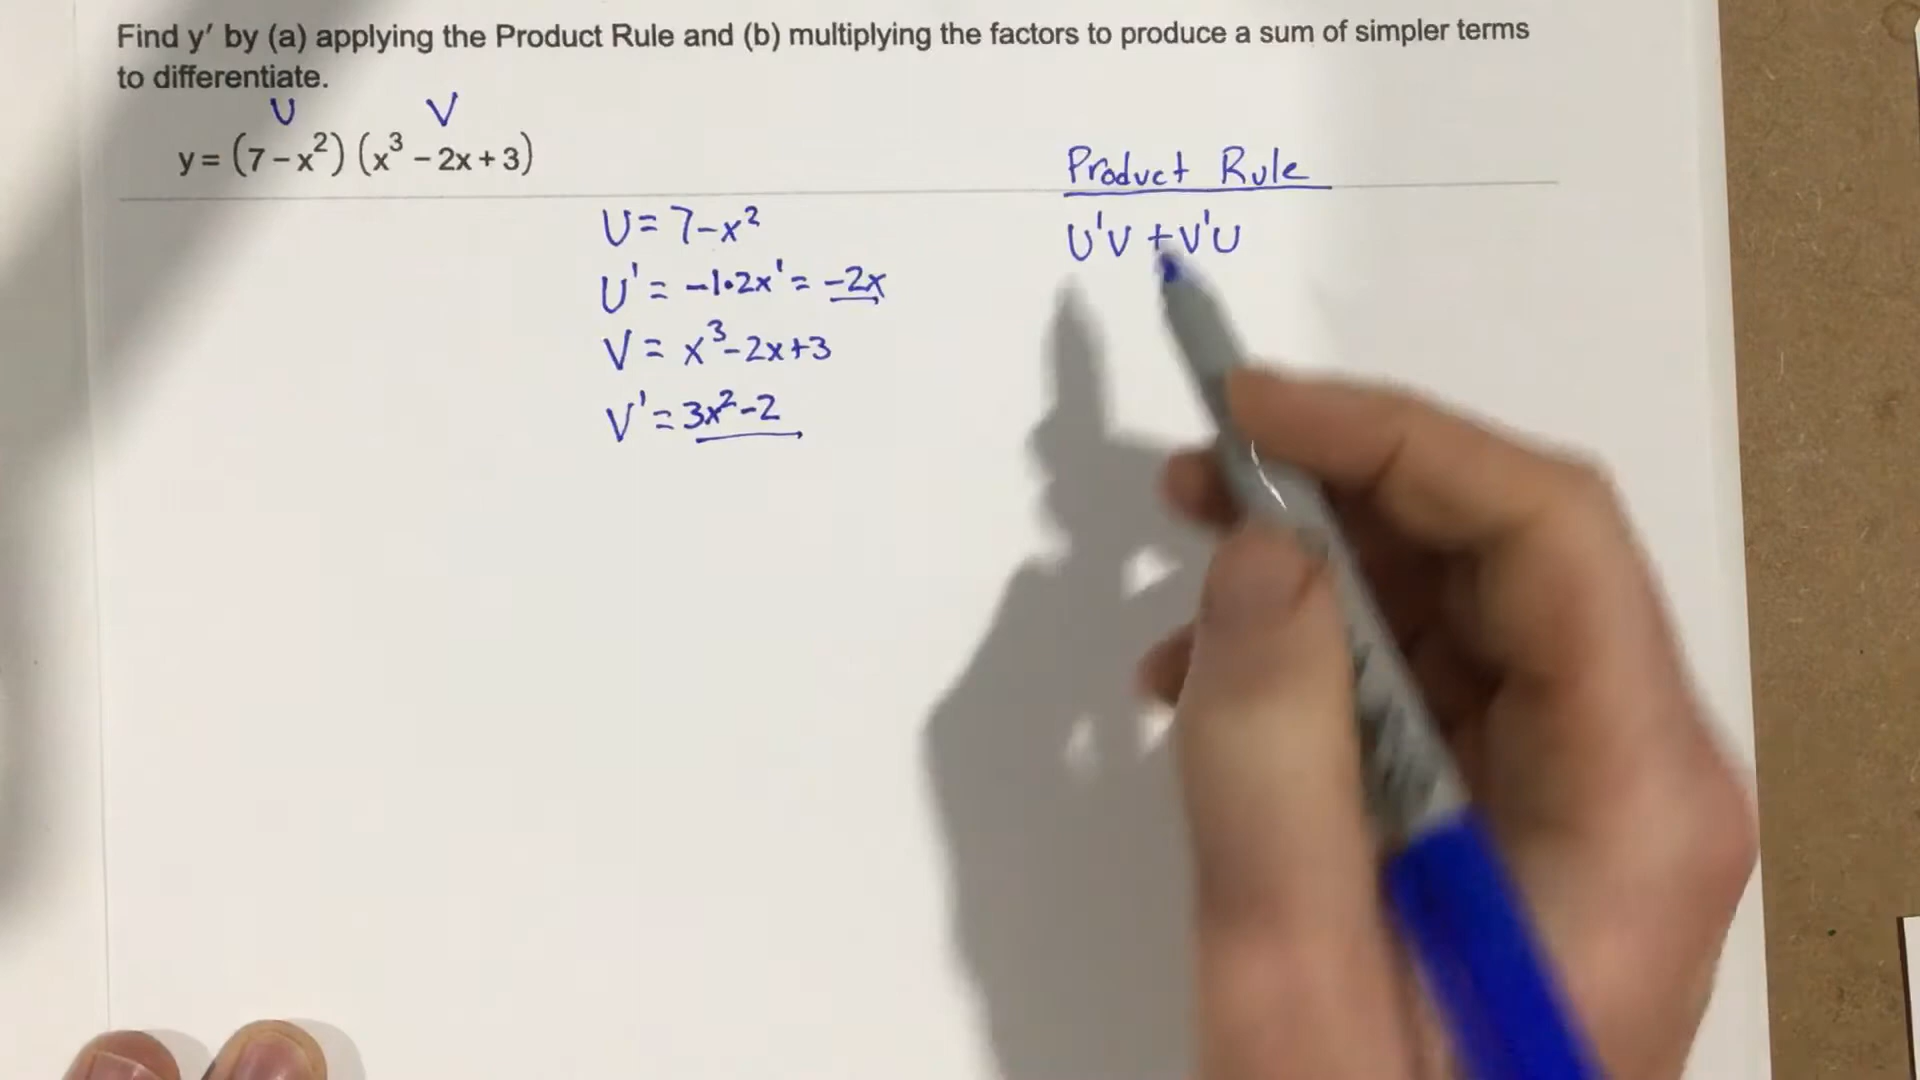 Find y′ by (a) applying the Product Rule and (b) multiplying the factors to produce a sum of simpler terms
to differentiate.
U V
y = (7 − x²) (x³ − 2x + 3)
Product Rule
U'V + V'U
U = 7-x²
U' = -1·2x' = -2x
V = x³-2x+3
V' = 3x²-2